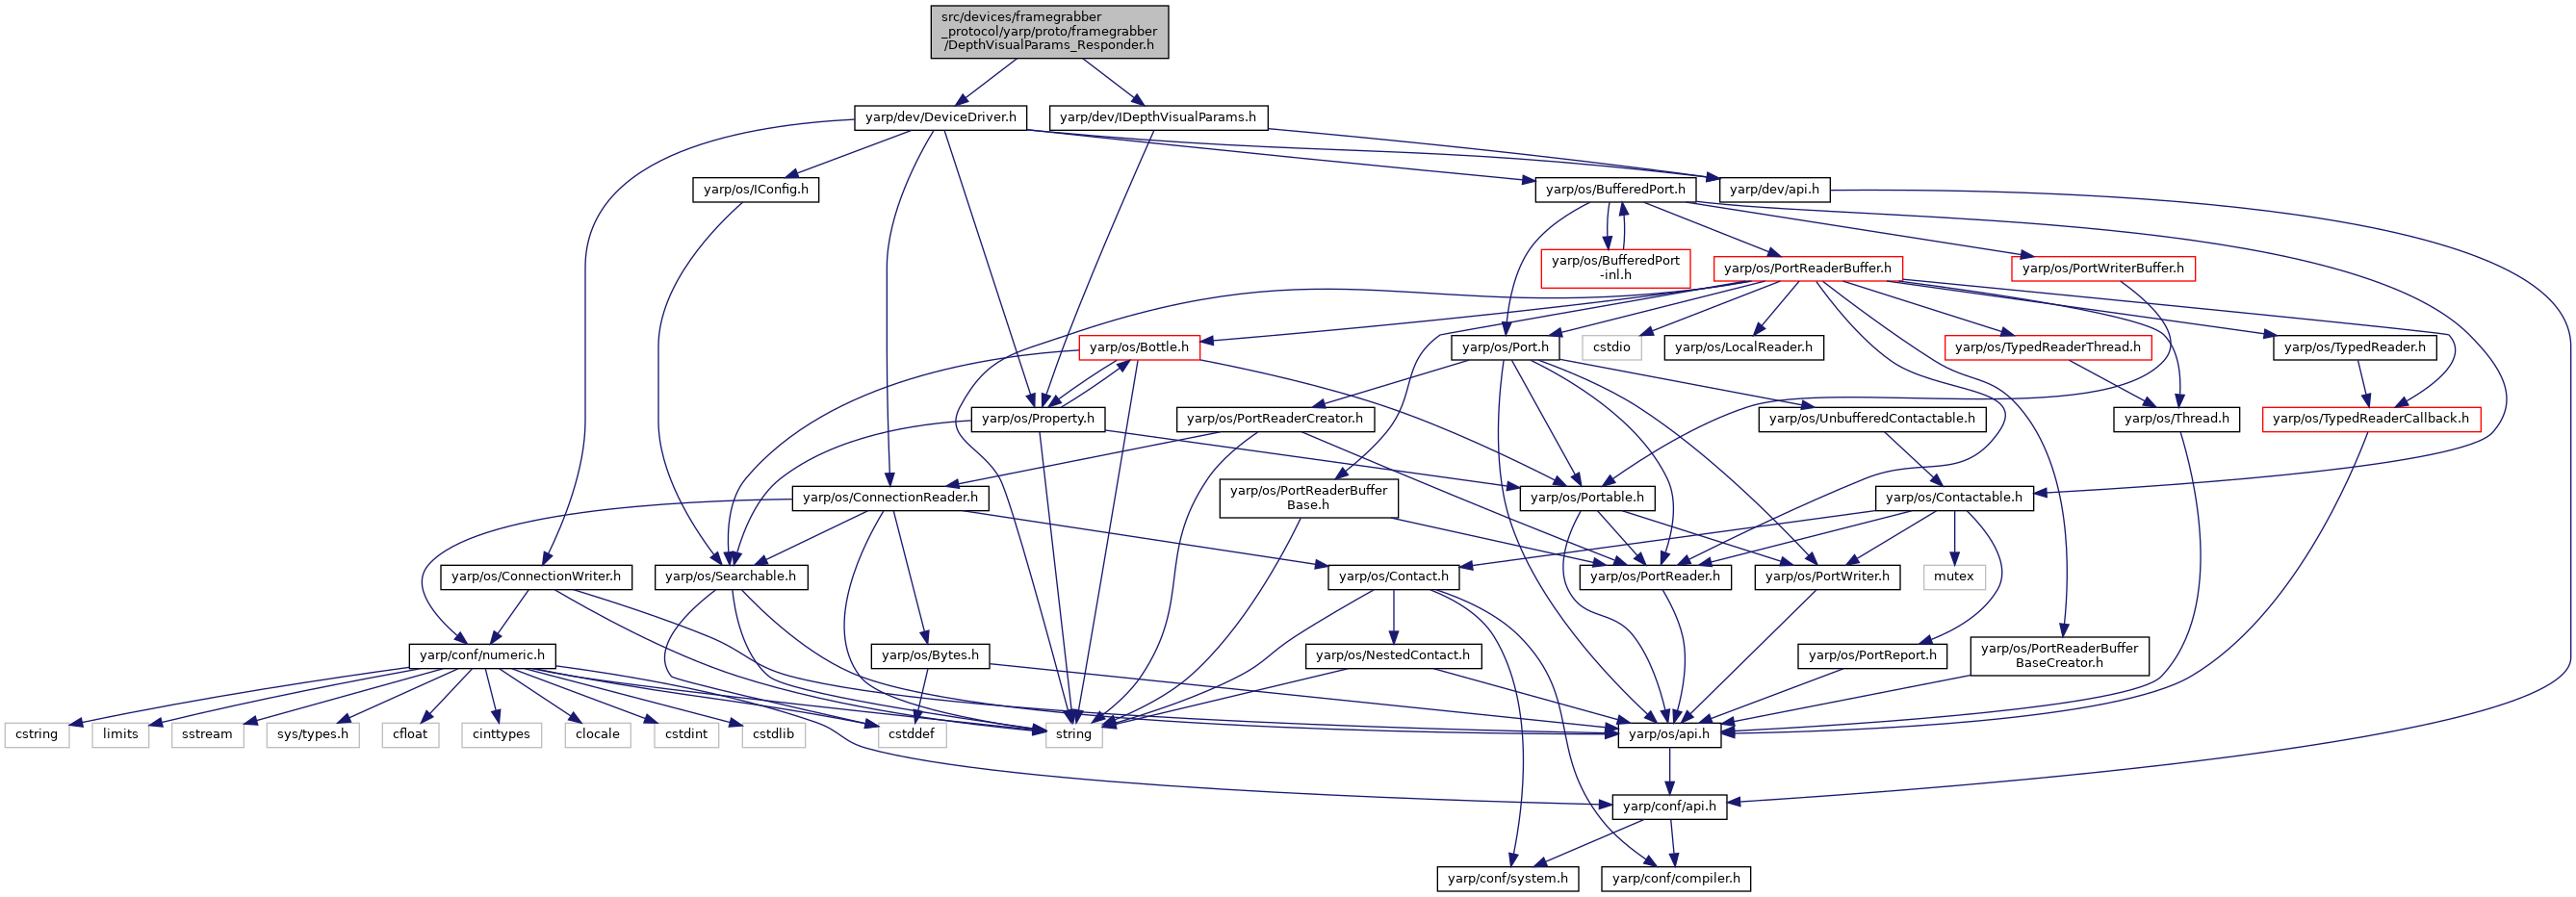 src/devices/framegrabber
_protocol/yarp/proto/framegrabber
/DepthVisualParams_Responder.h
yarp/dev/DeviceDriver.h
yarp/dev/IDepthVisualParams.h
yarp/os/IConfig.h
yarp/os/BufferedPort.h
yarp/dev/api.h
yarp/os/BufferedPort
-inl.h
yarp/os/PortReaderBuffer.h
yarp/os/PortWriterBuffer.h
yarp/os/Bottle.h
yarp/os/Port.h
cstdio
yarp/os/LocalReader.h
yarp/os/TypedReaderThread.h
yarp/os/TypedReader.h
yarp/os/Property.h
yarp/os/PortReaderCreator.h
yarp/os/UnbufferedContactable.h
yarp/os/Thread.h
yarp/os/TypedReaderCallback.h
yarp/os/ConnectionReader.h
yarp/os/PortReaderBuffer
Base.h
yarp/os/Portable.h
yarp/os/Contactable.h
yarp/os/ConnectionWriter.h
yarp/os/Searchable.h
yarp/os/Contact.h
yarp/os/PortReader.h
yarp/os/PortWriter.h
mutex
yarp/conf/numeric.h
yarp/os/Bytes.h
yarp/os/NestedContact.h
yarp/os/PortReport.h
yarp/os/PortReaderBuffer
BaseCreator.h
cstring
limits
sstream
sys/types.h
cfloat
cinttypes
clocale
cstdint
cstdlib
cstddef
string
yarp/os/api.h
yarp/conf/api.h
yarp/conf/system.h
yarp/conf/compiler.h